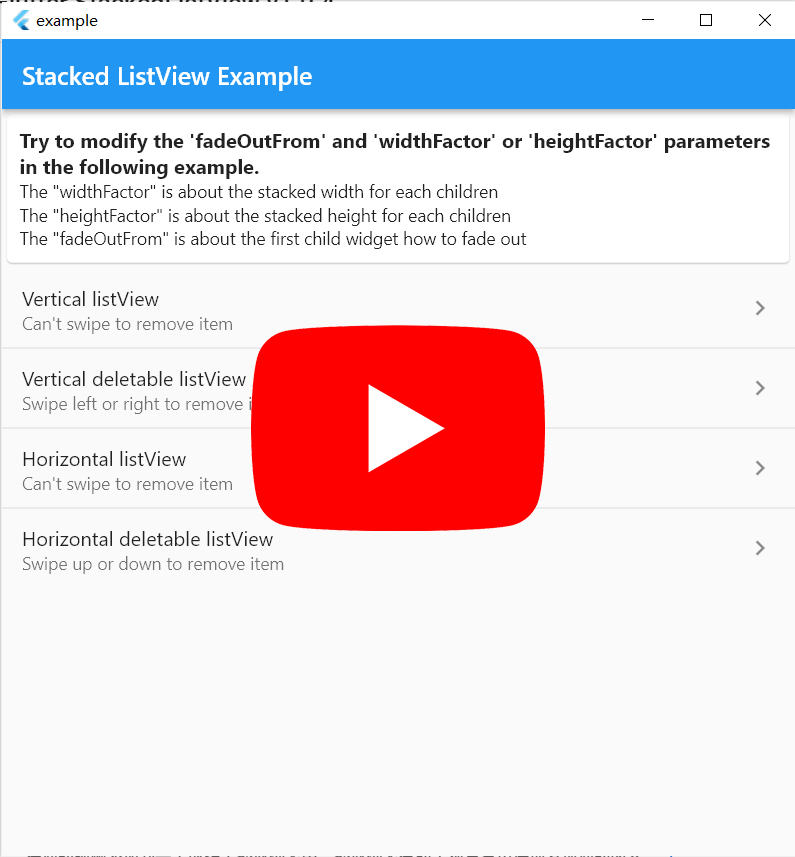 example
Stacked ListView Example
Try to modify the 'fadeOutFrom' and 'widthFactor' or 'heightFactor' parameters
in the following example.
The "widthFactor" is about the stacked width for each children
The "heightFactor" is about the stacked height for each children
The "fadeOutFrom" is about the first child widget how to fade out
Vertical listView
Can't swipe to remove item
Vertical deletable listView
Swipe left or right to remove
Horizontal listView
Can't swipe to remove item
Horizontal deletable listView
Swipe up or down to remove item